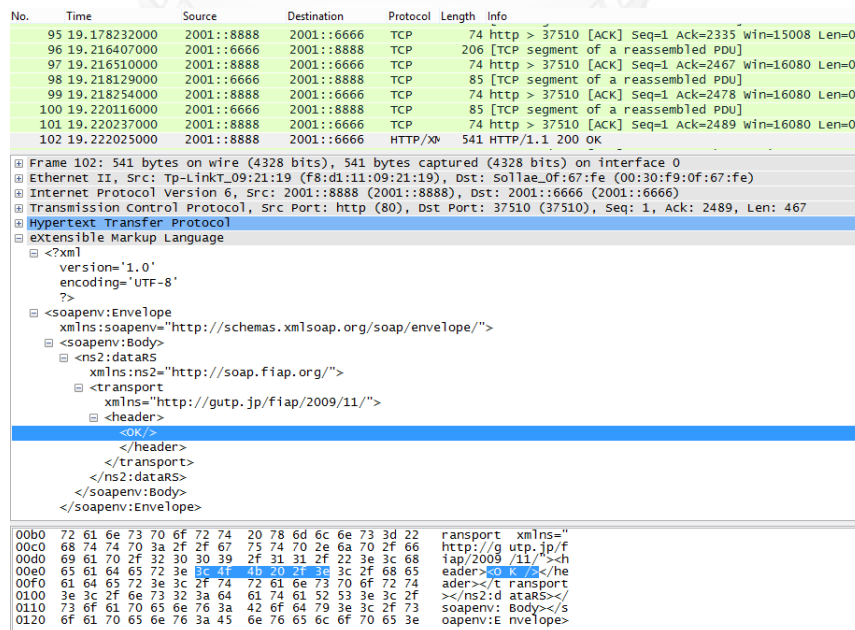 No. Time Source Destination Protocol Length Info
95 19.178232000 2001::8888 2001::6666 TCP 74 http > 37510 [ACK] Seq=1 Ack=2335 Win=15008 Len=0
96 19.216407000 2001::6666 2001::8888 TCP 206 [TCP segment of a reassembled PDU]
97 19.216510000 2001::8888 2001::6666 TCP 74 http > 37510 [ACK] Seq=1 Ack=2467 Win=16080 Len=0
98 19.218129000 2001::6666 2001::8888 TCP 85 [TCP segment of a reassembled PDU]
99 19.218254000 2001::8888 2001::6666 TCP 74 http > 37510 [ACK] Seq=1 Ack=2478 Win=16080 Len=0
100 19.220116000 2001::6666 2001::8888 TCP 85 [TCP segment of a reassembled PDU]
101 19.220237000 2001::8888 2001::6666 TCP 74 http > 37510 [ACK] Seq=1 Ack=2489 Win=16080 Len=0
102 19.222025000 2001::8888 2001::6666 HTTP/XM 541 HTTP/1.1 200 OK
Frame 102: 541 bytes on wire (4328 bits), 541 bytes captured (4328 bits) on interface 0
Ethernet II, Src: Tp-LinkT_09:21:19 (f8:d1:11:09:21:19), Dst: Sollae_0f:67:fe (00:30:f9:0f:67:fe)
Internet Protocol Version 6, Src: 2001::8888 (2001::8888), Dst: 2001::6666 (2001::6666)
Transmission Control Protocol, Src Port: http (80), Dst Port: 37510 (37510), Seq: 1, Ack: 2489, Len: 467
Hypertext Transfer Protocol
eXtensible Markup Language
<?xml
version='1.0'
encoding='UTF-8'
?>
<soapenv:Envelope
xmlns:soapenv="http://schemas.xmlsoap.org/soap/envelope/">
<soapenv:Body>
<ns2:dataRS
xmlns:ns2="http://soap.fiap.org/">
<transport
xmlns="http://gutp.jp/fiap/2009/11/">
<header>
<OK/>
</header>
</transport>
</ns2:dataRS>
</soapenv:Body>
</soapenv:Envelope>
00b0 72 61 6e 73 70 6f 72 74 20 78 6d 6c 6e 73 3d 22 ransport xmlns="
00c0 68 74 74 70 3a 2f 2f 67 75 74 70 2e 6a 70 2f 66 http://g utp.jp/f
00d0 69 61 70 2f 32 30 30 39 2f 31 31 2f 22 3e 3c 68 iap/2009 /11/"><h
00e0 65 61 64 65 72 3e 3c 4f 4b 20 2f 3e 3c 2f 68 65 eader><O K /></he
00f0 61 64 65 72 3e 3c 2f 74 72 61 6e 73 70 6f 72 74 ader></t ransport
0100 3e 3c 2f 6e 73 32 3a 64 61 74 61 52 53 3e 3c 2f ></ns2:d ataRS></
0110 73 6f 61 70 65 6e 76 3a 42 6f 64 79 3e 3c 2f 73 soapenv: Body></s
0120 6f 61 70 65 6e 76 3a 45 6e 76 65 6c 6f 70 65 3e oapenv:E nvelope>